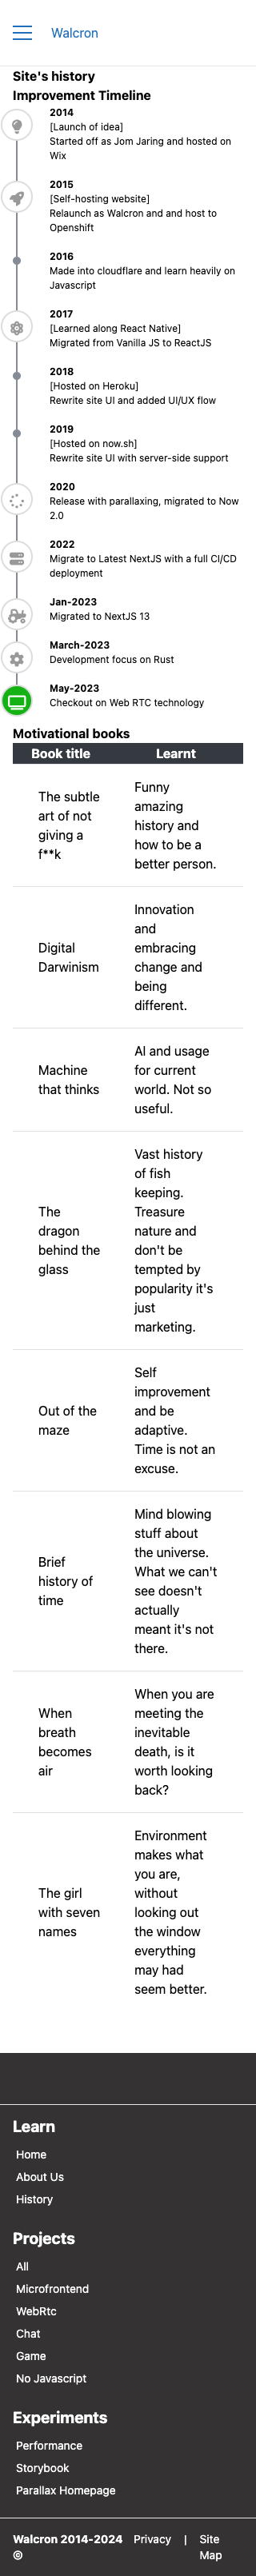 Walcron
Site's history
Improvement Timeline
2014
[Launch of idea]
Started off as Jom Jaring and hosted on
Wix
2015
[Self-hosting website]
Relaunch as Walcron and and host to
Openshift
2016
Made into cloudflare and learn heavily on
Javascript
2017
[Learned along React Native]
Migrated from Vanilla JS to ReactJS
2018
[Hosted on Heroku]
Rewrite site UI and added UI/UX flow
2019
[Hosted on now.sh]
Rewrite site UI with server-side support
2020
Release with parallaxing, migrated to Now
2.0
2022
Migrate to Latest NextJS with a full CI/CD
deployment
Jan-2023
Migrated to NextJS 13
March-2023
Development focus on Rust
May-2023
Checkout on Web RTC technology
Motivational books
Book title Learnt
The subtle
art of not
giving a
f**k
Funny
amazing
history and
how to be a
better person.
Digital
Darwinism
Innovation
and
embracing
change and
being
different.
Machine
that thinks
AI and usage
for current
world. Not so
useful.
The
dragon
behind the
glass
Vast history
of fish
keeping.
Treasure
nature and
don't be
tempted by
popularity it's
just
marketing.
Out of the
maze
Self
improvement
and be
adaptive.
Time is not an
excuse.
Brief
history of
time
Mind blowing
stuff about
the universe.
What we can't
see doesn't
actually
meant it's not
there.
When
breath
becomes
air
When you are
meeting the
inevitable
death, is it
worth looking
back?
The girl
with seven
names
Environment
makes what
you are,
without
looking out
the window
everything
may had
seem better.
Learn
Home
About Us
History
Projects
All
Microfrontend
WebRtc
Chat
Game
No Javascript
Experiments
Performance
Storybook
Parallax Homepage
Walcron 2014-2024 Privacy | Site
© Map